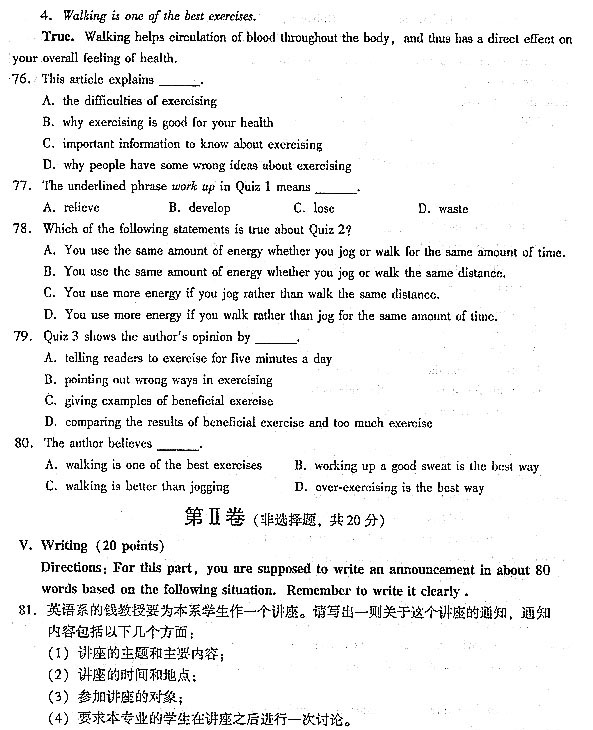 4. Walking is one of the best exercises.
True. Walking helps circulation of blood throughout the body, and thus has a direct effect on
your overall feeling of health.
76. This article explains ______.
A. the difficulties of exercising
B. why exercising is good for your health
C. important information to know about exercising
D. why people have some wrong ideas about exercising
77. The underlined phrase work up in Quiz 1 means ______.
A. relieve B. develop C. lose D. waste
78. Which of the following statements is true about Quiz 2?
A. You use the same amount of energy whether you jog or walk for the same amount of time.
B. You use the same amount of energy whether you jog or walk the same distance.
C. You use more energy if you jog rather than walk the same distance.
D. You use more energy if you walk rather than jog for the same amount of time.
79. Quiz 3 shows the author's opinion by ______.
A. telling readers to exercise for five minutes a day
B. pointing out wrong ways in exercising
C. giving examples of beneficial exercise
D. comparing the results of beneficial exercise and too much exercise
80. The author believes ______.
A. walking is one of the best exercises B. working up a good sweat is the best way
C. walking is better than jogging D. over-exercising is the best way
第Ⅱ卷 (非选择题, 共20分)
V. Writing (20 points)
Directions: For this part, you are supposed to write an announcement in about 80
words based on the following situation. Remember to write it clearly.
81. 英语系的钱教授要为本系学生作一个讲座。请写出一则关于这个讲座的通知，通知
内容包括以下几个方面：
(1) 讲座的主题和主要内容；
(2) 讲座的时间和地点；
(3) 参加讲座的对象；
(4) 要求本专业的学生在讲座之后进行一次讨论。